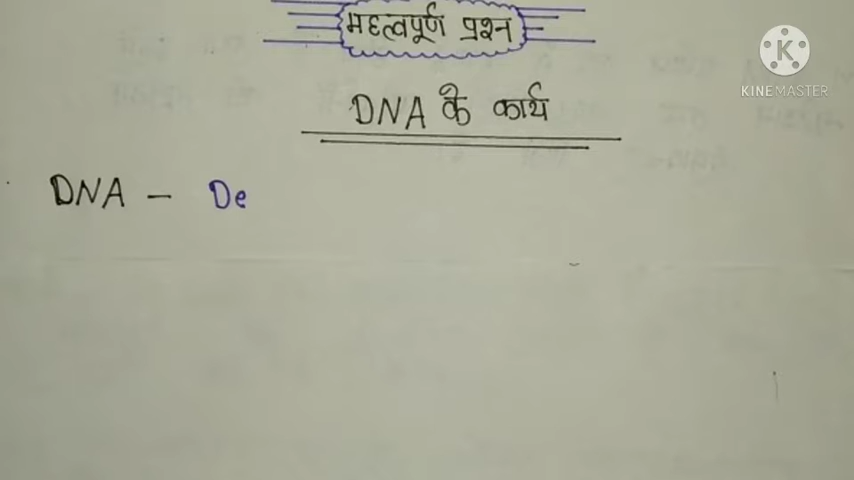 महत्वपूर्ण प्रश्न
K
KINEMASTER
DNA के कार्य
DNA — De